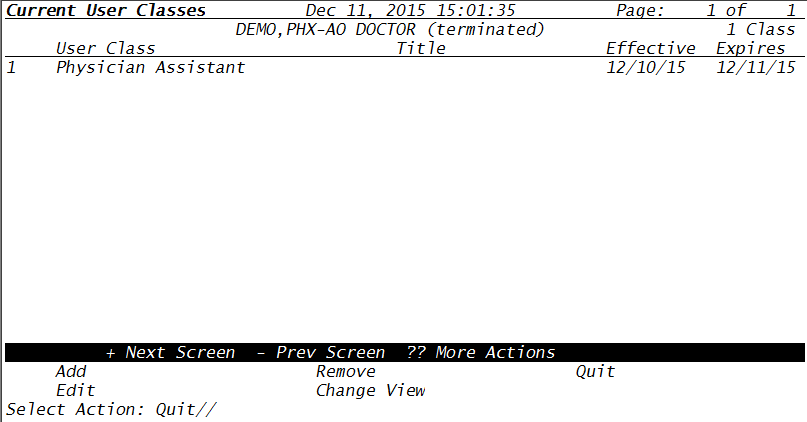 Current User Classes Dec 11, 2015 15:01:35 Page: 1 of 1
DEMO,PHX-AO DOCTOR (terminated) 1 Class
User Class Title Effective Expires
1 Physician Assistant 12/10/15 12/11/15
+ Next Screen - Prev Screen ?? More Actions
Add Remove Quit
Edit Change View
Select Action: Quit//